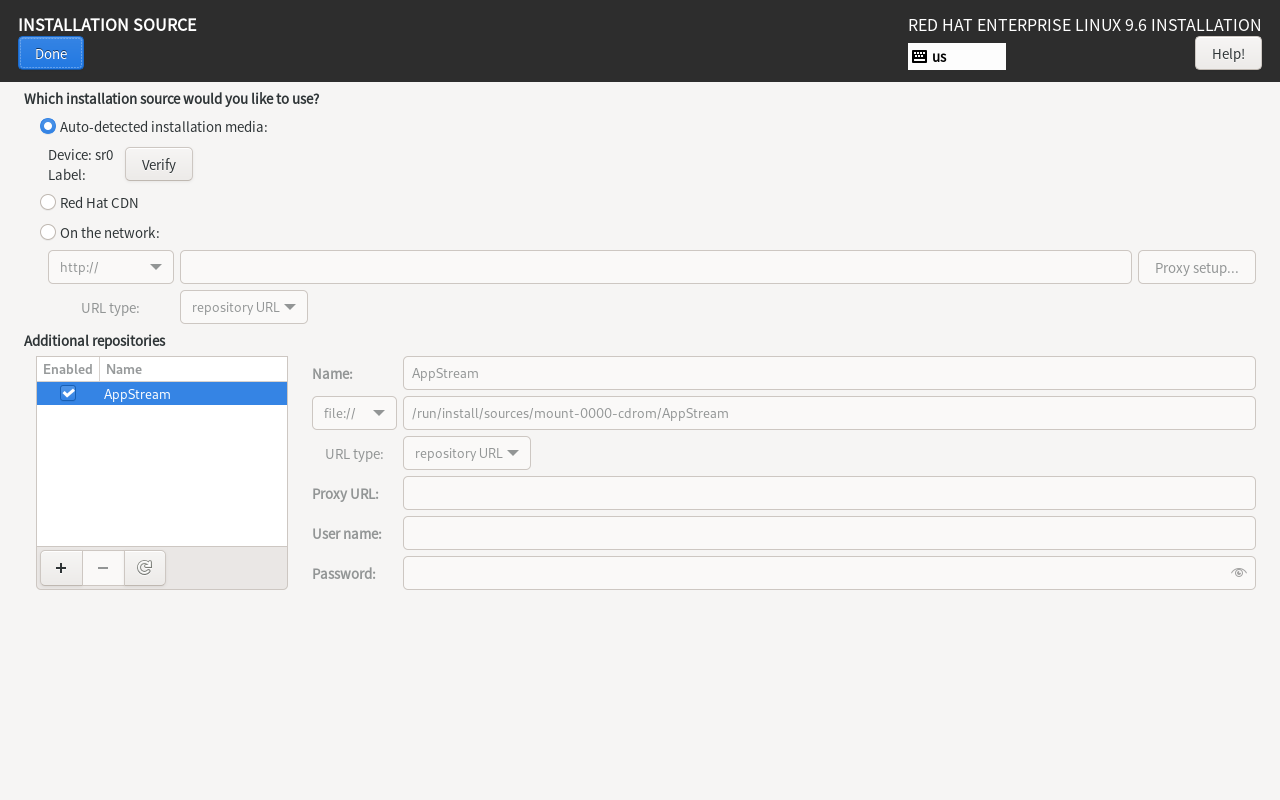 INSTALLATION SOURCE
RED HAT ENTERPRISE LINUX 9.6 INSTALLATION
Done
us
Help!
Which installation source would you like to use?
Auto-detected installation media:
Device: sr0
Label:
Verify
Red Hat CDN
On the network:
http://
Proxy setup...
URL type:
repository URL
Additional repositories
Enabled
Name
AppStream
Name:
AppStream
file://
/run/install/sources/mount-0000-cdrom/AppStream
URL type:
repository URL
Proxy URL:
User name:
Password: